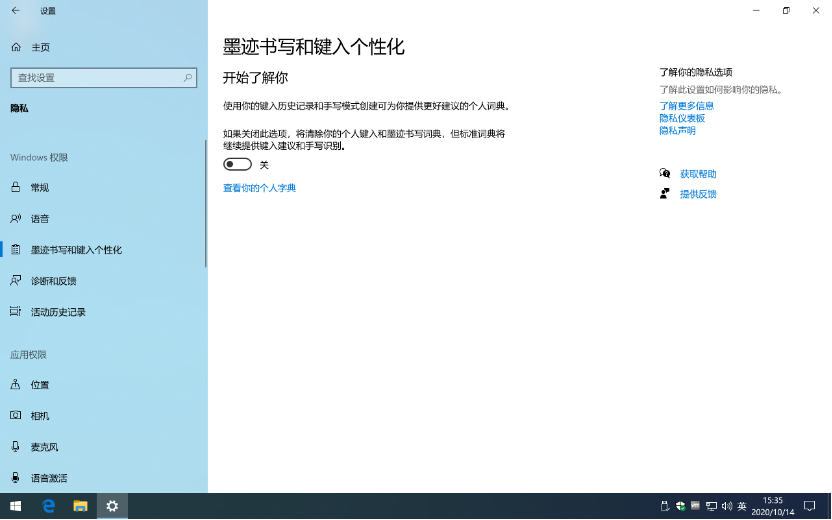 设置
主页
查找设置
隐私
Windows 权限
常规
语音
墨迹书写和键入个性化
诊断和反馈
活动历史记录
应用权限
位置
相机
麦克风
语音激活
墨迹书写和键入个性化
开始了解你
使用你的键入历史记录和手写模式创建可为你提供更好建议的个人词典。
如果关闭此选项，将清除你的个人键入和墨迹书写词典，但标准词典将
继续提供键入建议和手写识别。
关
查看你的个人字典
了解你的隐私选项
了解此设置如何影响你的隐私。
了解更多信息
隐私仪表板
隐私声明
获取帮助
提供反馈
英
15:35
2020/10/14